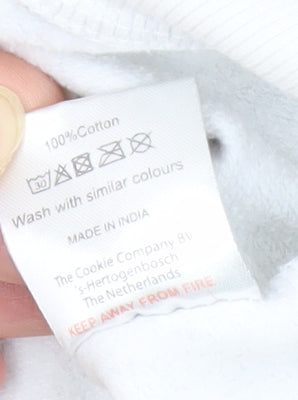 100%Cotton
30
Wash with similar colours
MADE IN INDIA
The Cookie Company BV
's-Hertogenbosch
The Netherlands
KEEP AWAY FROM FIRE